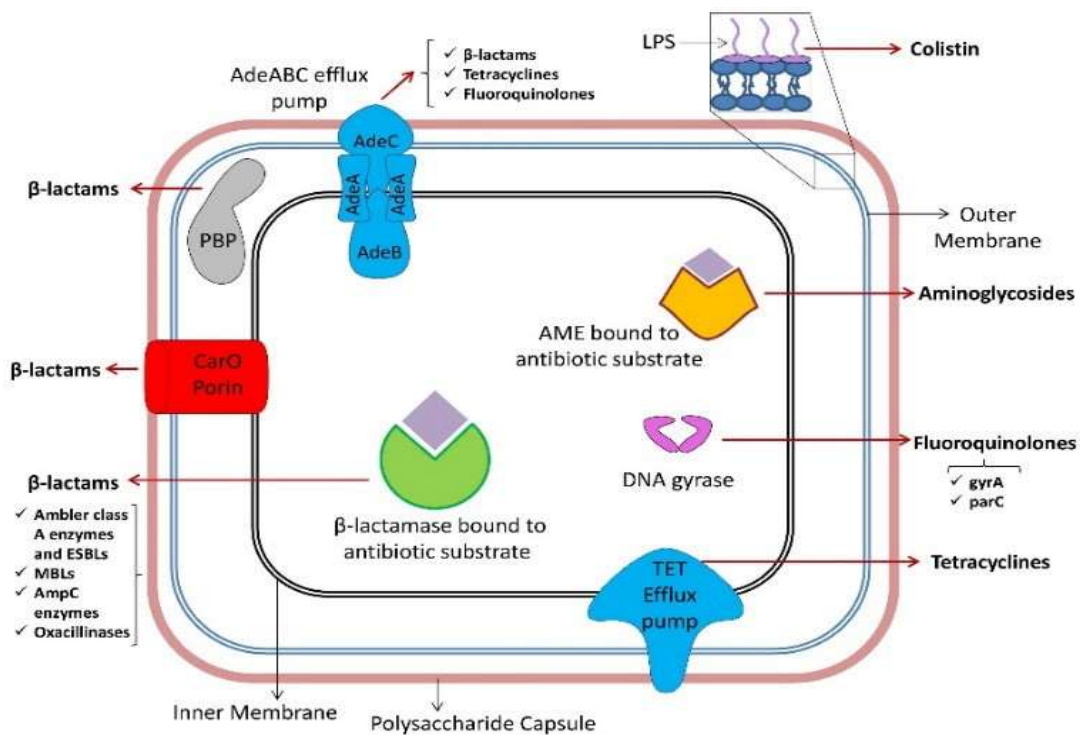 LPS
Colistin
AdeABC efflux
pump
✓ β-lactams
✓ Tetracyclines
✓ Fluoroquinolones
AdeC
AdeA
AdeA
AdeB
β-lactams
PBP
Outer
Membrane
Aminoglycosides
AME bound to
antibiotic substrate
β-lactams
CarO
Porin
Fluoroquinolones
✓ gyrA
✓ parC
DNA gyrase
β-lactams
✓ Ambler class
A enzymes
and ESBLs
✓ MBLs
✓ AmpC
enzymes
✓ Oxacillinases
β-lactamase bound to
antibiotic substrate
TET
Efflux
pump
Tetracyclines
Inner Membrane
Polysaccharide Capsule